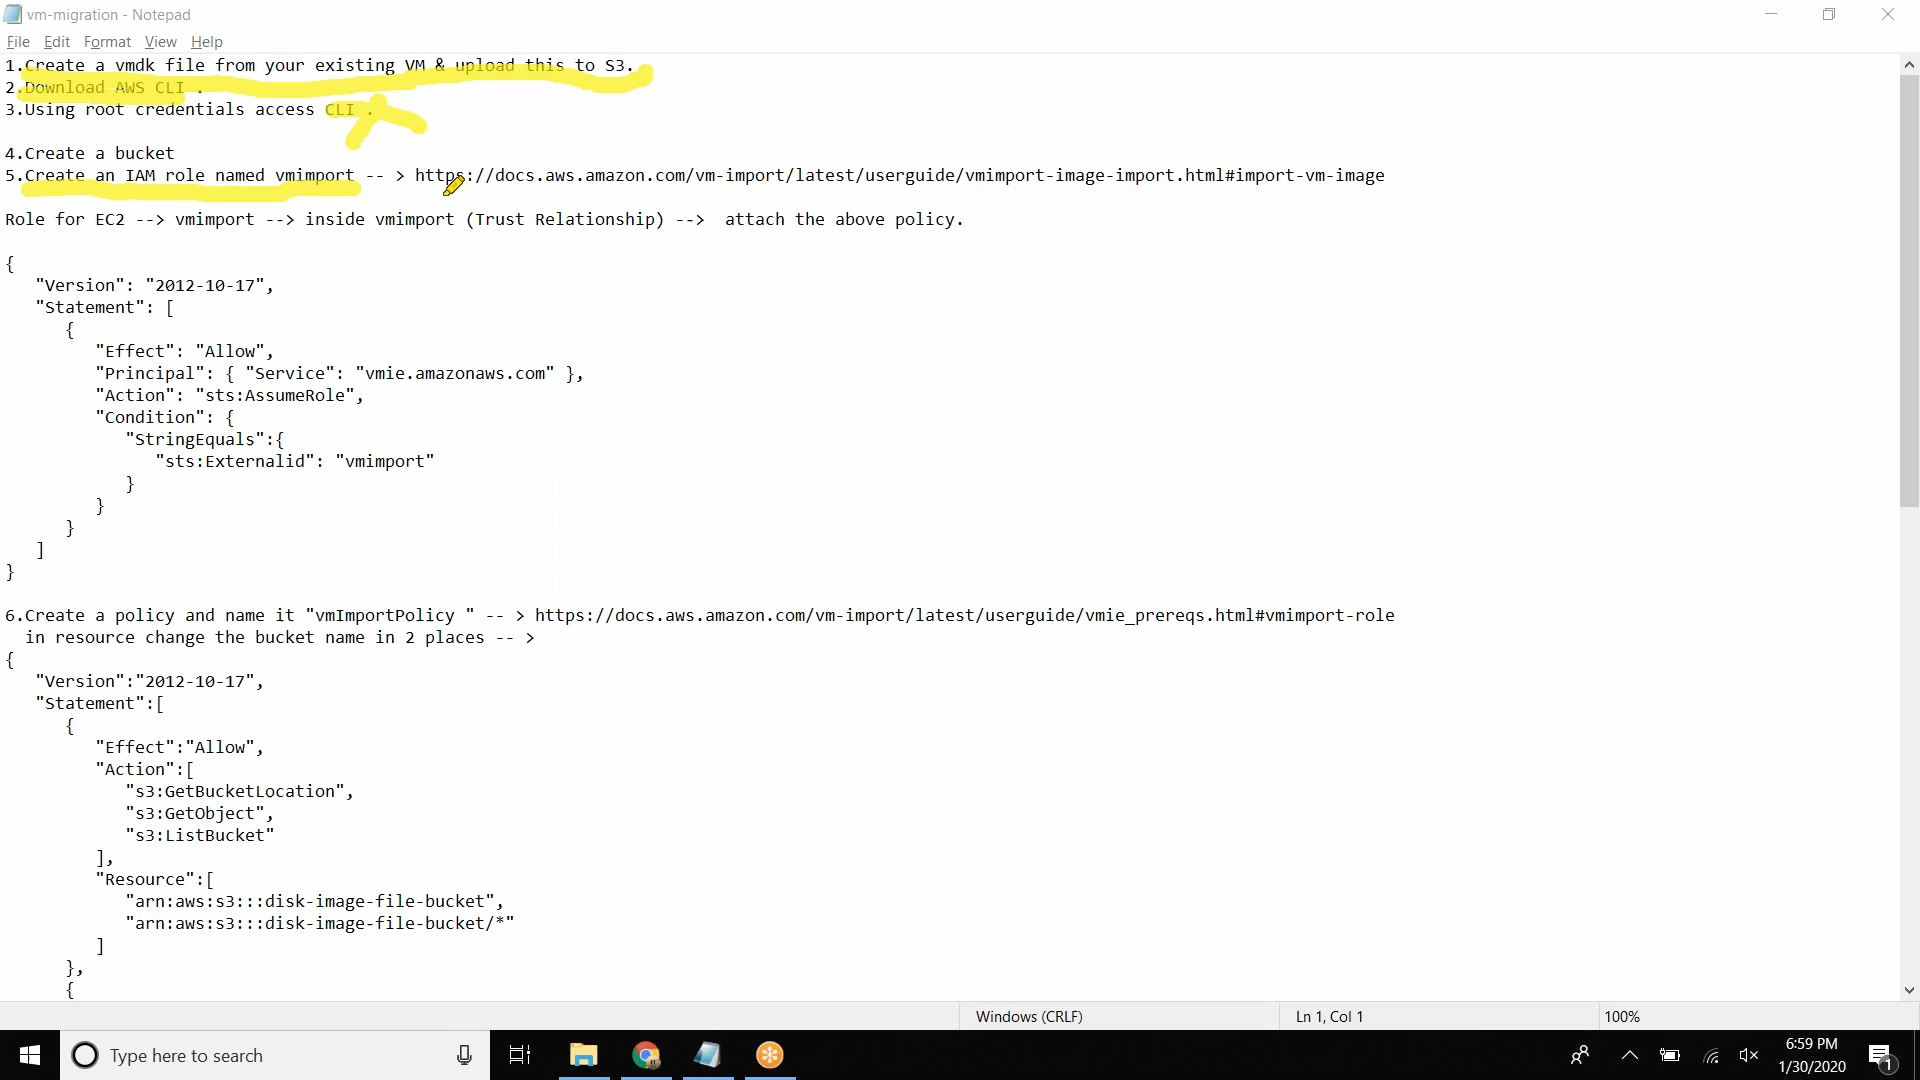 vm-migration - Notepad
File Edit Format View Help
1.Create a vmdk file from your existing VM & upload this to S3.
2.Download AWS CLI .
3.Using root credentials access CLI .
4.Create a bucket
5.Create an IAM role named vmimport -- > https://docs.aws.amazon.com/vm-import/latest/userguide/vmimport-image-import.html#import-vm-image
Role for EC2 --> vmimport --> inside vmimport (Trust Relationship) -->  attach the above policy.
{
   "Version": "2012-10-17",
   "Statement": [
      {
         "Effect": "Allow",
         "Principal": { "Service": "vmie.amazonaws.com" },
         "Action": "sts:AssumeRole",
         "Condition": {
            "StringEquals":{
               "sts:Externalid": "vmimport"
            }
         }
      }
   ]
}
6.Create a policy and name it "vmImportPolicy " -- > https://docs.aws.amazon.com/vm-import/latest/userguide/vmie_prereqs.html#vmimport-role
  in resource change the bucket name in 2 places -- >
{
   "Version":"2012-10-17",
   "Statement":[
      {
         "Effect":"Allow",
         "Action":[
            "s3:GetBucketLocation",
            "s3:GetObject",
            "s3:ListBucket"
         ],
         "Resource":[
            "arn:aws:s3:::disk-image-file-bucket",
            "arn:aws:s3:::disk-image-file-bucket/*"
         ]
      },
      {
Windows (CRLF) Ln 1, Col 1 100%
Type here to search
6:59 PM
1/30/2020
1